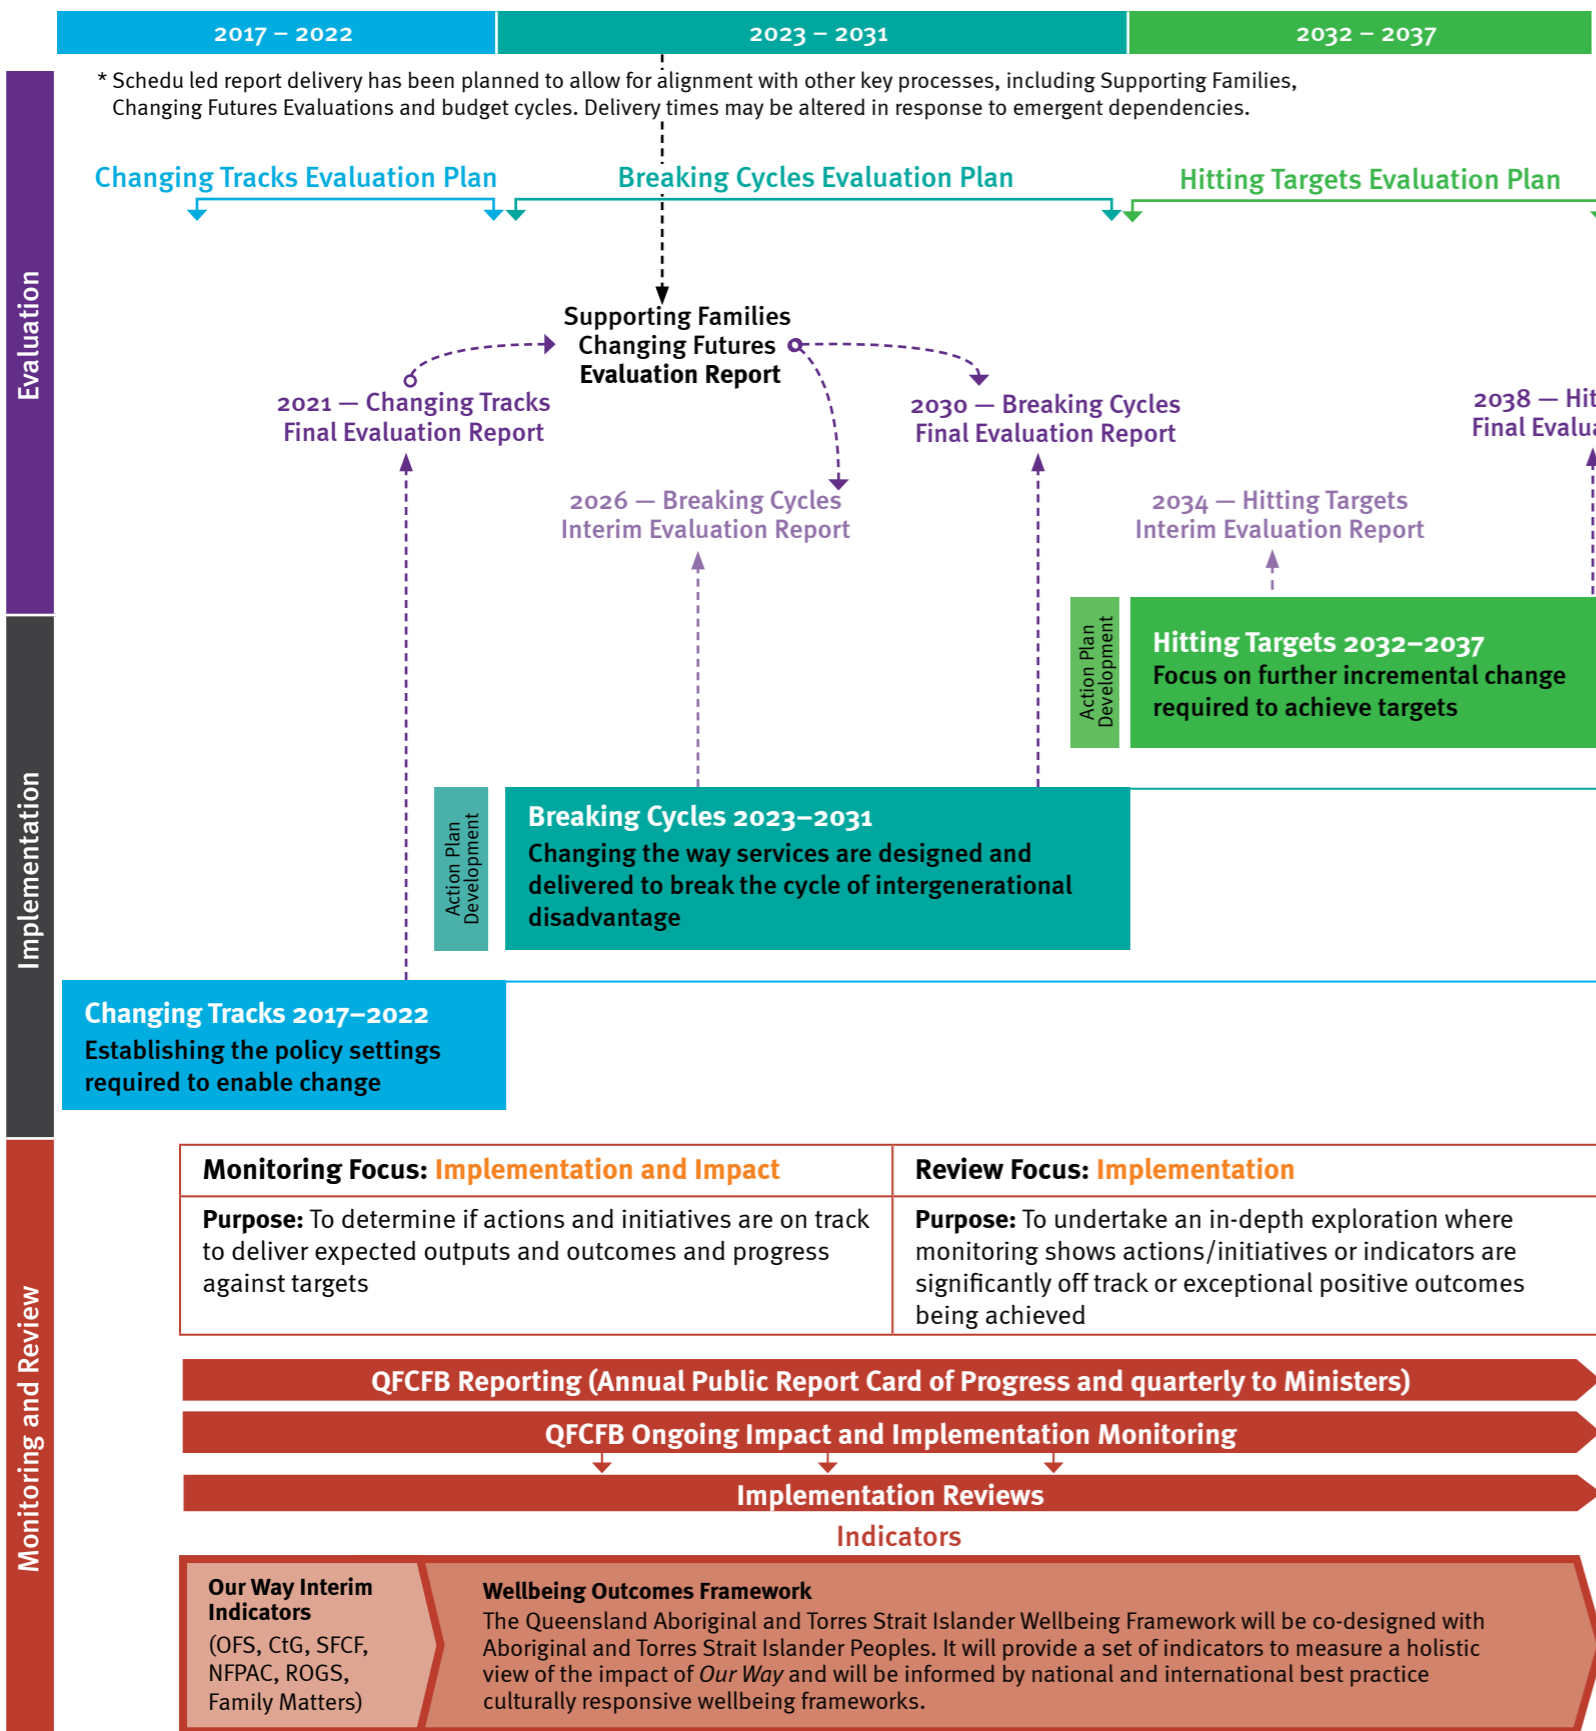 2017 – 2022
2023 – 2031
2032 – 2037
* Schedu led report delivery has been planned to allow for alignment with other key processes, including Supporting Families,
Changing Futures Evaluations and budget cycles. Delivery times may be altered in response to emergent dependencies.
Evaluation
Changing Tracks Evaluation Plan
Breaking Cycles Evaluation Plan
Hitting Targets Evaluation Plan
Supporting Families
Changing Futures
Evaluation Report
2021 — Changing Tracks
Final Evaluation Report
2030 — Breaking Cycles
Final Evaluation Report
2038 — Hit
Final Evalua
2026 — Breaking Cycles
Interim Evaluation Report
2034 — Hitting Targets
Interim Evaluation Report
Implementation
Action Plan
Development
Hitting Targets 2032–2037
Focus on further incremental change
required to achieve targets
Action Plan
Development
Breaking Cycles 2023–2031
Changing the way services are designed and
delivered to break the cycle of intergenerational
disadvantage
Changing Tracks 2017–2022
Establishing the policy settings
required to enable change
Monitoring and Review
Monitoring Focus: Implementation and Impact
Purpose: To determine if actions and initiatives are on track
to deliver expected outputs and outcomes and progress
against targets
Review Focus: Implementation
Purpose: To undertake an in-depth exploration where
monitoring shows actions/initiatives or indicators are
significantly off track or exceptional positive outcomes
being achieved
QFCFB Reporting (Annual Public Report Card of Progress and quarterly to Ministers)
QFCFB Ongoing Impact and Implementation Monitoring
Implementation Reviews
Indicators
Our Way Interim
Indicators
(OFS, CtG, SFCF,
NFPAC, ROGS,
Family Matters)
Wellbeing Outcomes Framework
The Queensland Aboriginal and Torres Strait Islander Wellbeing Framework will be co-designed with
Aboriginal and Torres Strait Islander Peoples. It will provide a set of indicators to measure a holistic
view of the impact of Our Way and will be informed by national and international best practice
culturally responsive wellbeing frameworks.